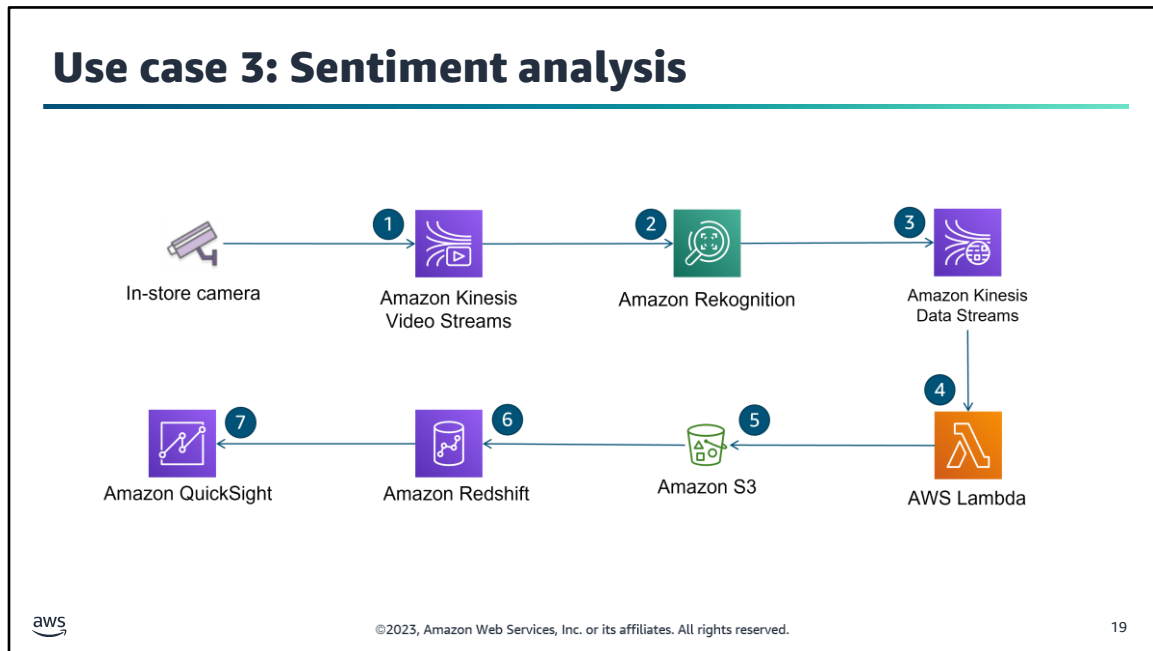 Use case 3: Sentiment analysis
1
2
3
In-store camera
Amazon Kinesis
Video Streams
Amazon Rekognition
Amazon Kinesis
Data Streams
4
7
6
5
Amazon QuickSight
Amazon Redshift
Amazon S3
AWS Lambda
aws
©2023, Amazon Web Services, Inc. or its affiliates. All rights reserved.
19